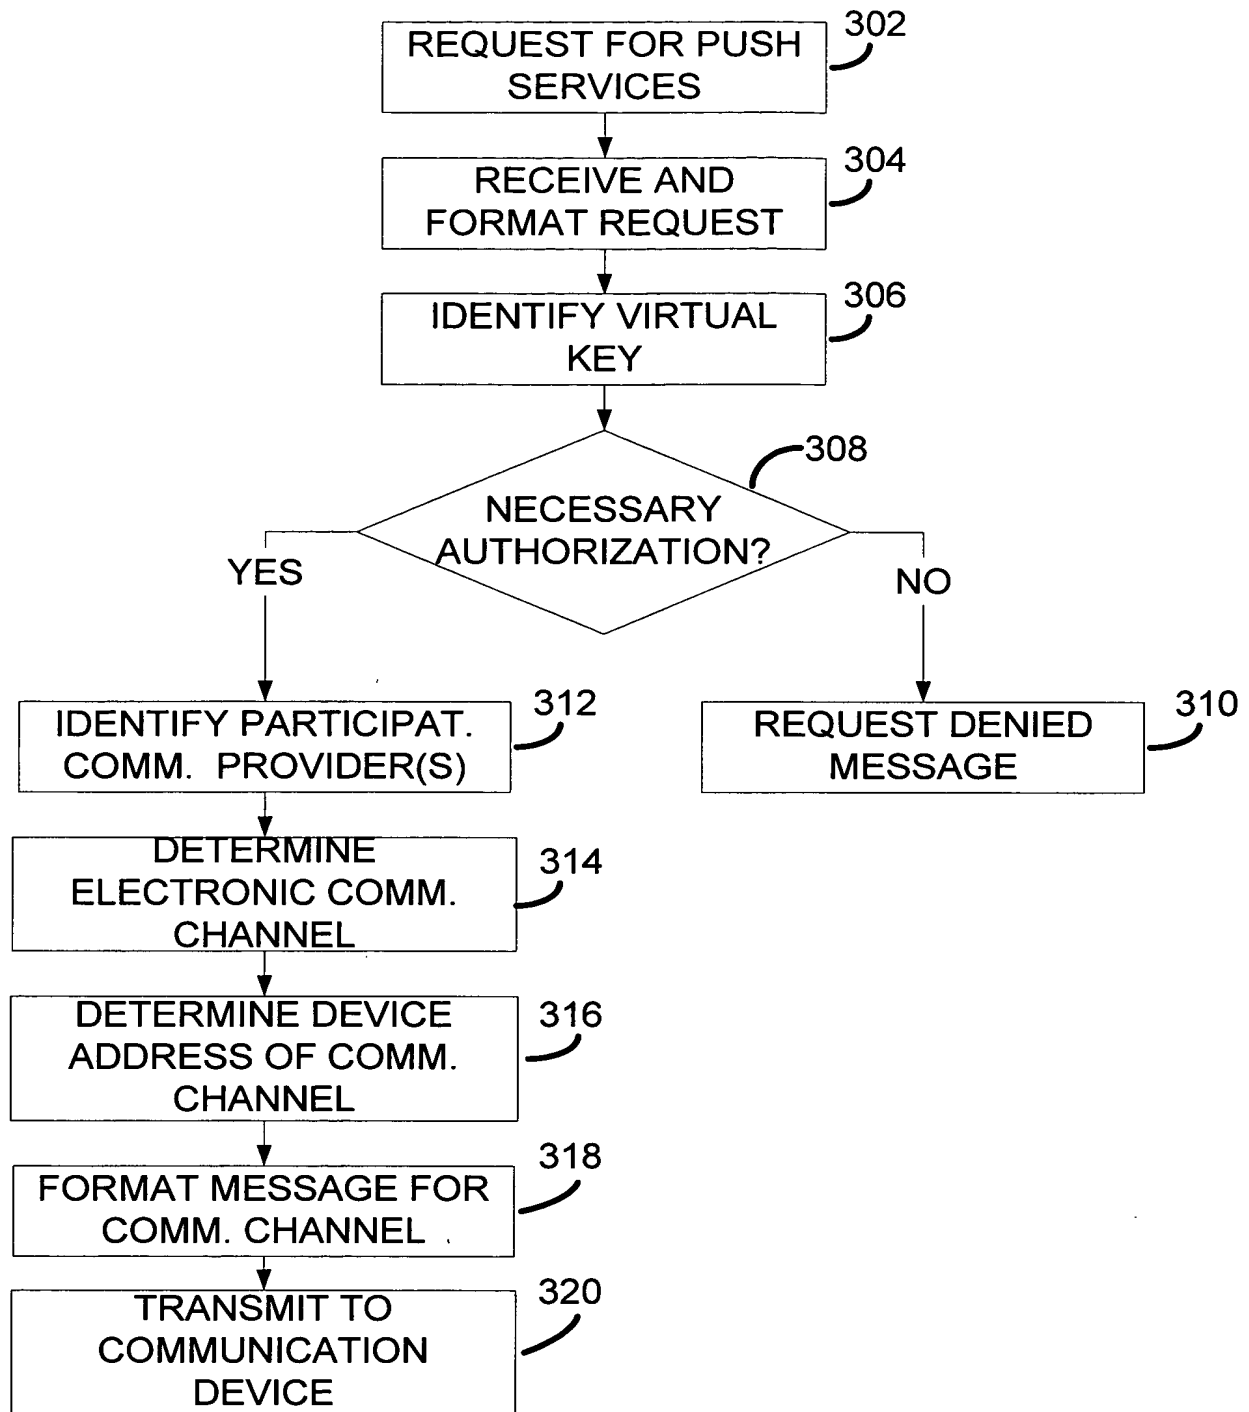 302
REQUEST FOR PUSH
SERVICES
304
RECEIVE AND
FORMAT REQUEST
306
IDENTIFY VIRTUAL
KEY
308
NECESSARY
AUTHORIZATION?
YES
NO
312
IDENTIFY PARTICIPAT.
COMM. PROVIDER(S)
310
REQUEST DENIED
MESSAGE
314
DETERMINE
ELECTRONIC COMM.
CHANNEL
316
DETERMINE DEVICE
ADDRESS OF COMM.
CHANNEL
318
FORMAT MESSAGE FOR
COMM. CHANNEL
320
TRANSMIT TO
COMMUNICATION
DEVICE